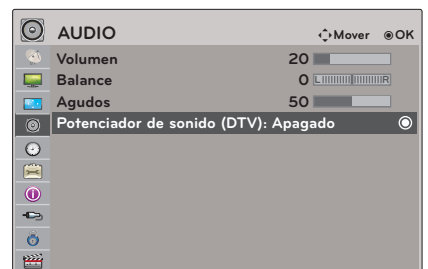 AUDIO Mover OK
Volumen 20
Balance 0 L R
Agudos 50
Potenciador de sonido (DTV): Apagado